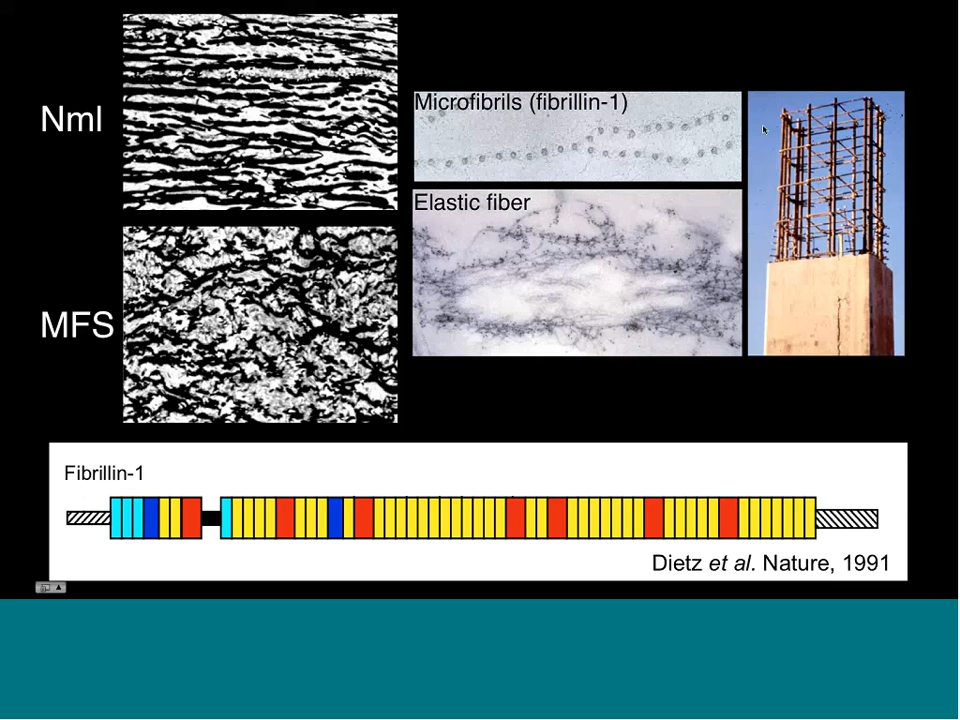 Nml
Microfibrils (fibrillin-1)
Elastic fiber
MFS
Fibrillin-1
Dietz et al. Nature, 1991